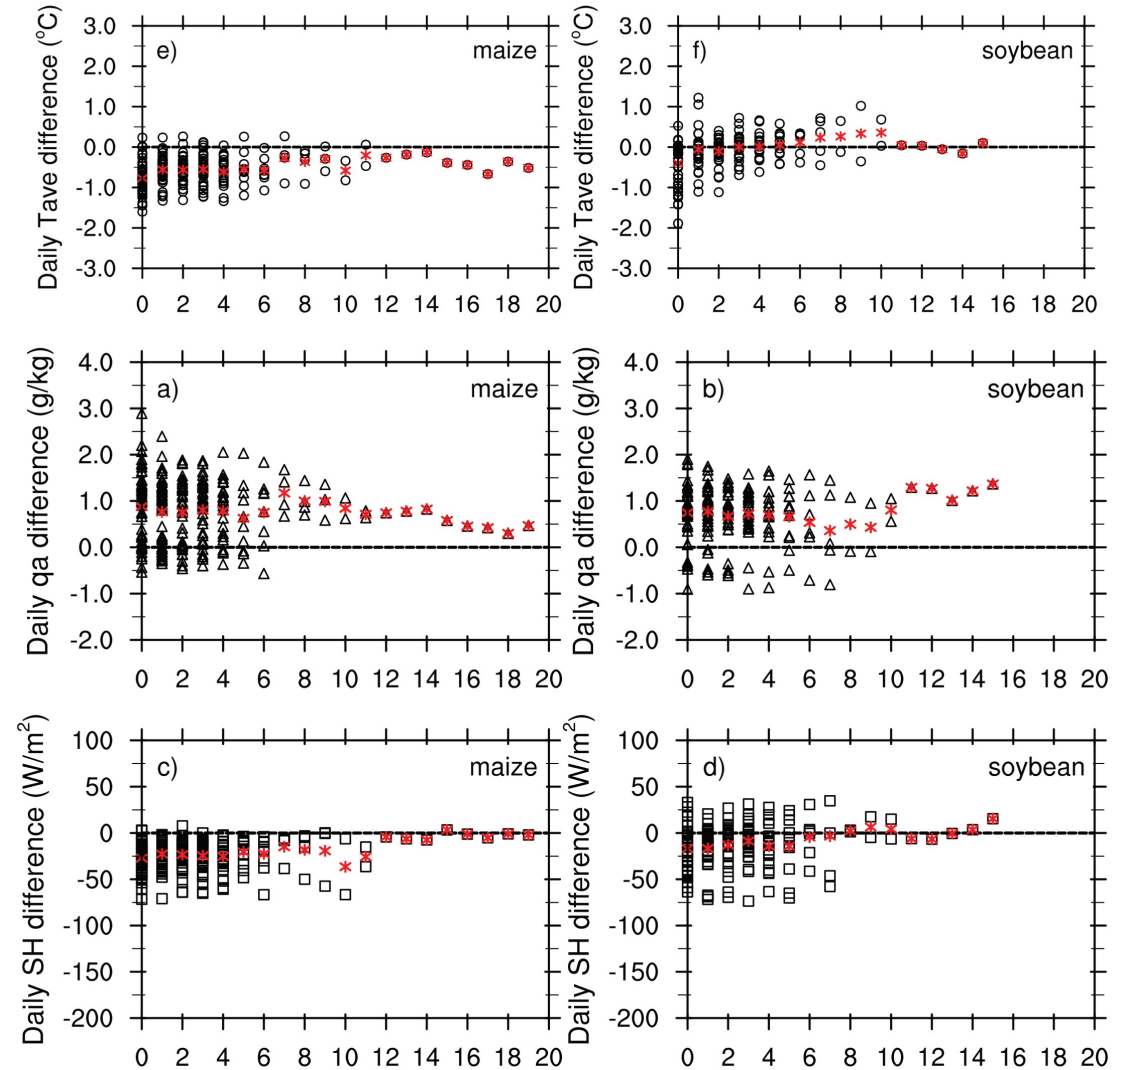 Daily Tave difference (°C)
3.0
2.0
1.0
0.0
-1.0
-2.0
-3.0
e)
maize
0 2 4 6 8 10 12 14 16 18 20
Daily Tave difference (°C)
3.0
2.0
1.0
0.0
-1.0
-2.0
-3.0
f)
soybean
0 2 4 6 8 10 12 14 16 18 20
Daily qa difference (g/kg)
4.0
3.0
2.0
1.0
0.0
-1.0
-2.0
a)
maize
0 2 4 6 8 10 12 14 16 18 20
Daily qa difference (g/kg)
4.0
3.0
2.0
1.0
0.0
-1.0
-2.0
b)
soybean
0 2 4 6 8 10 12 14 16 18 20
Daily SH difference (W/m²)
100
50
0
-50
-100
-150
-200
c)
maize
0 2 4 6 8 10 12 14 16 18 20
Daily SH difference (W/m²)
100
50
0
-50
-100
-150
-200
d)
soybean
0 2 4 6 8 10 12 14 16 18 20